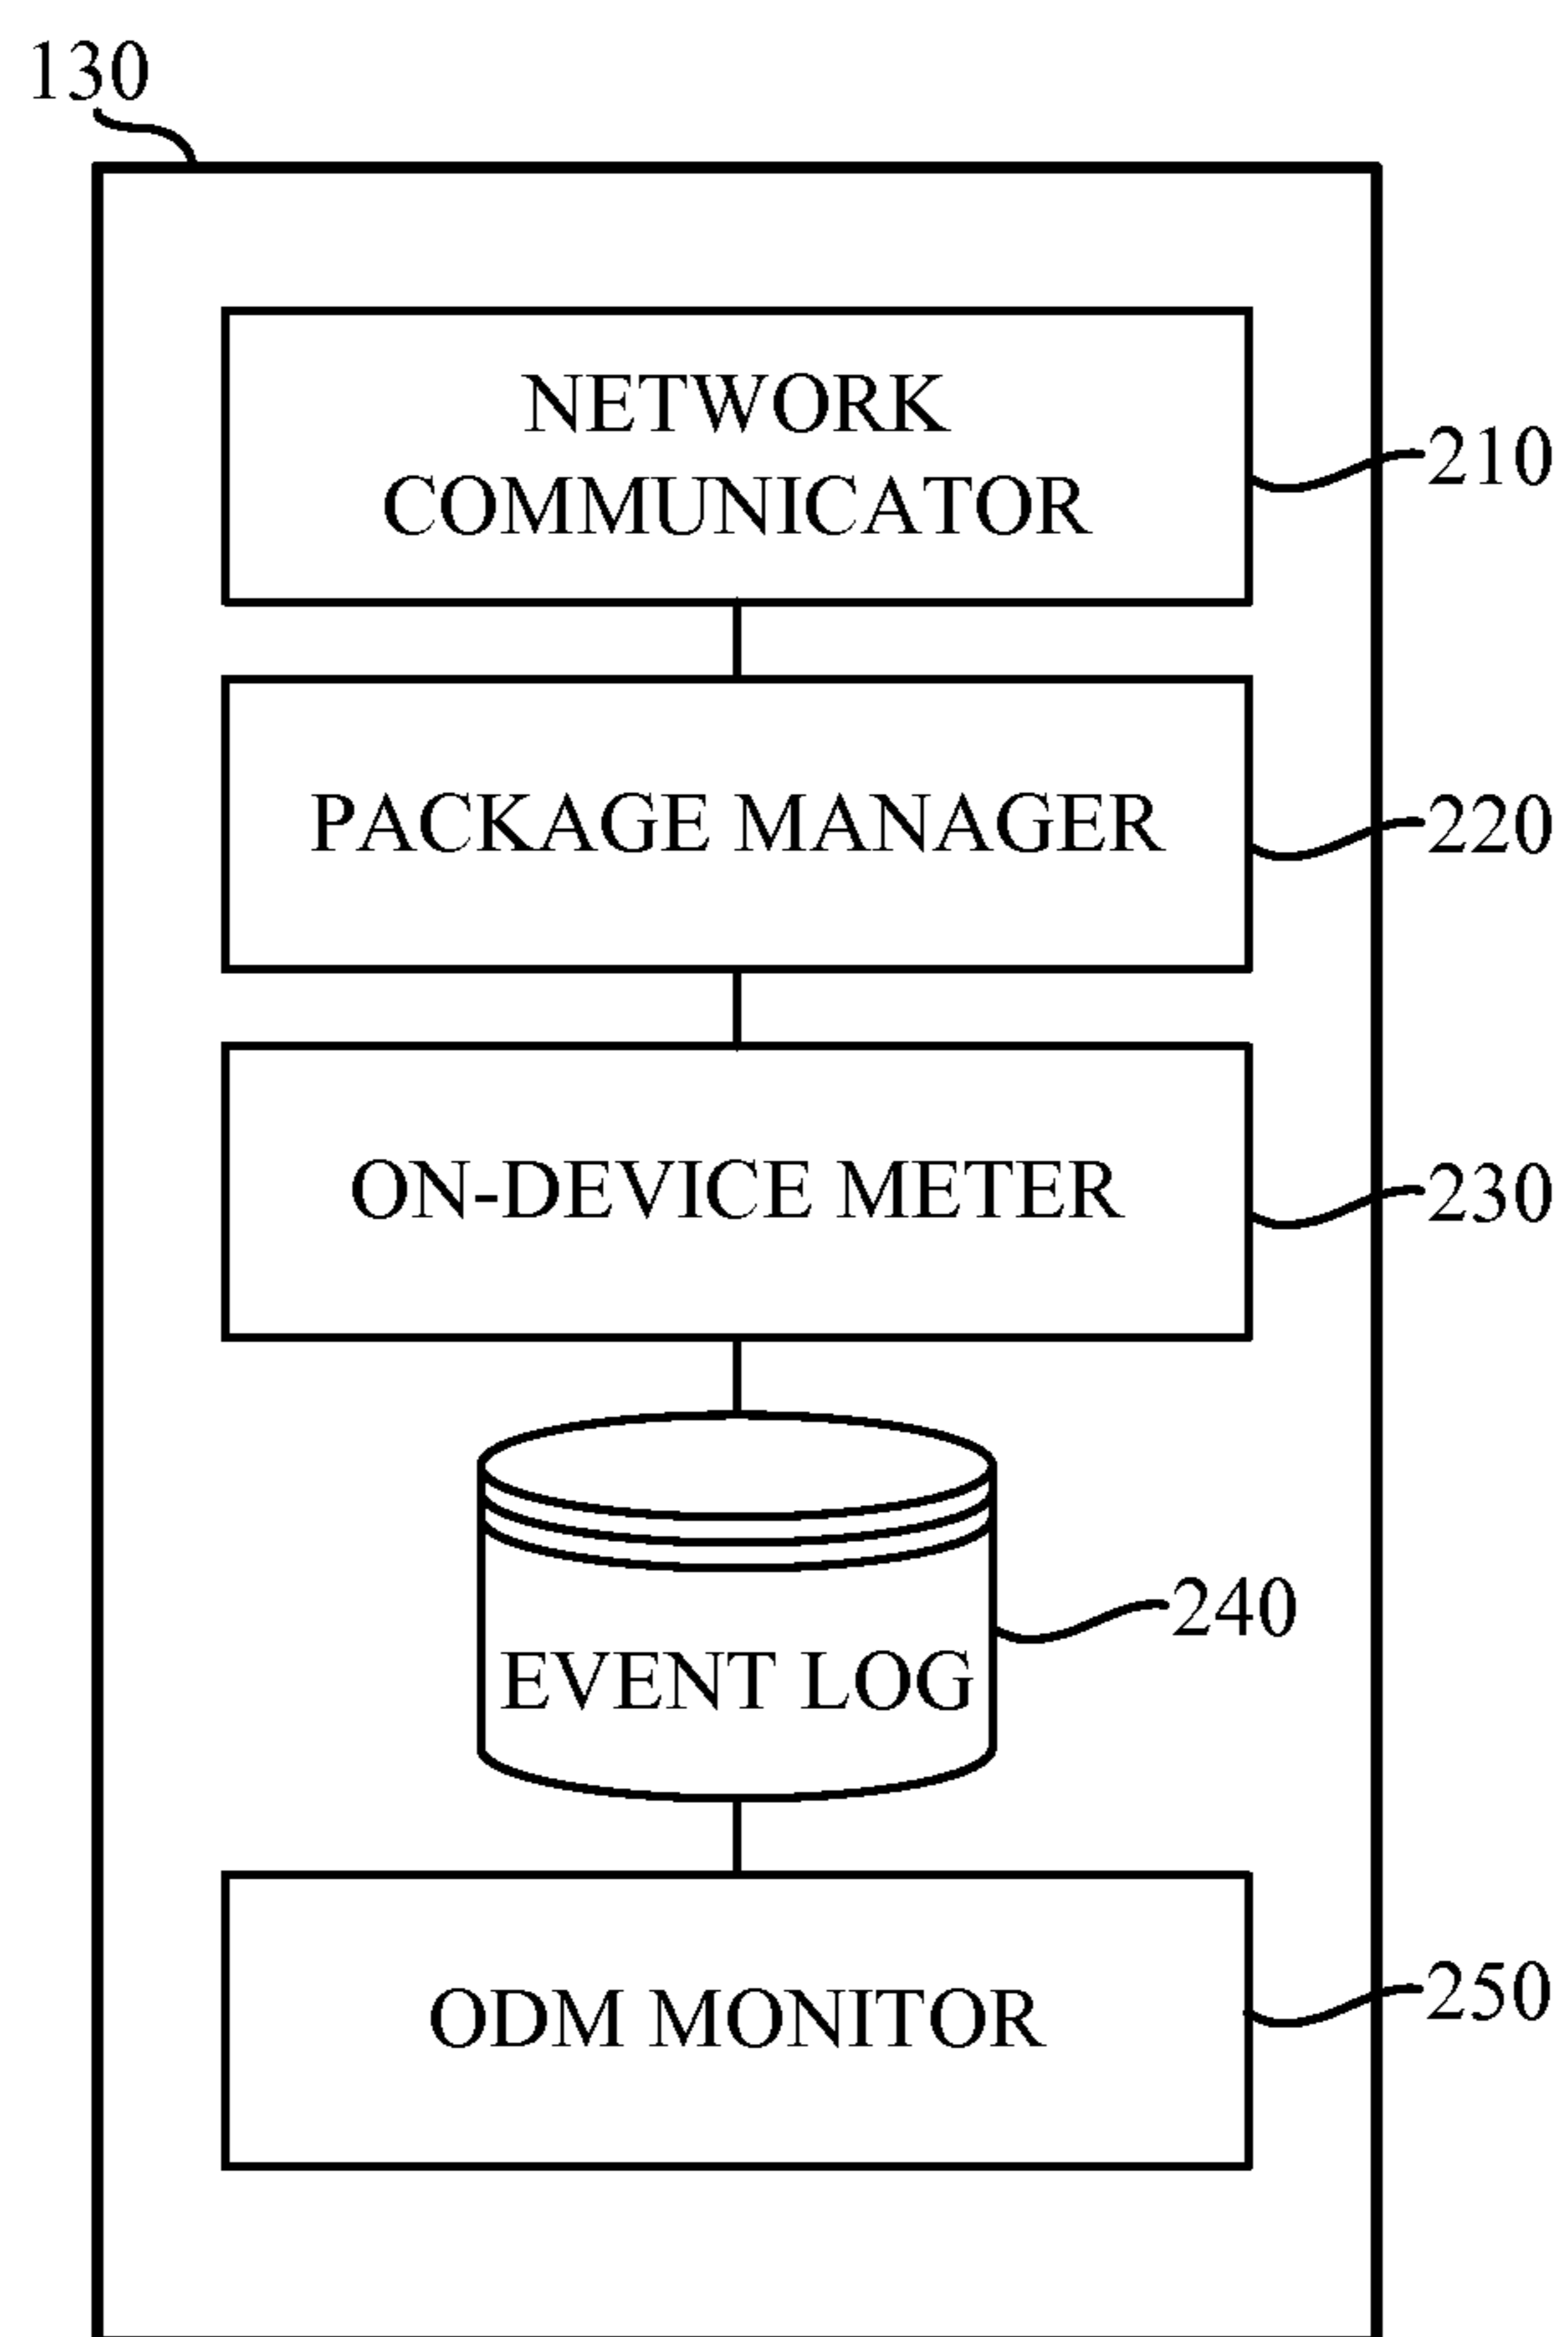 130
NETWORK
COMMUNICATOR
210
PACKAGE MANAGER
220
ON-DEVICE METER
230
EVENT LOG
240
ODM MONITOR
250